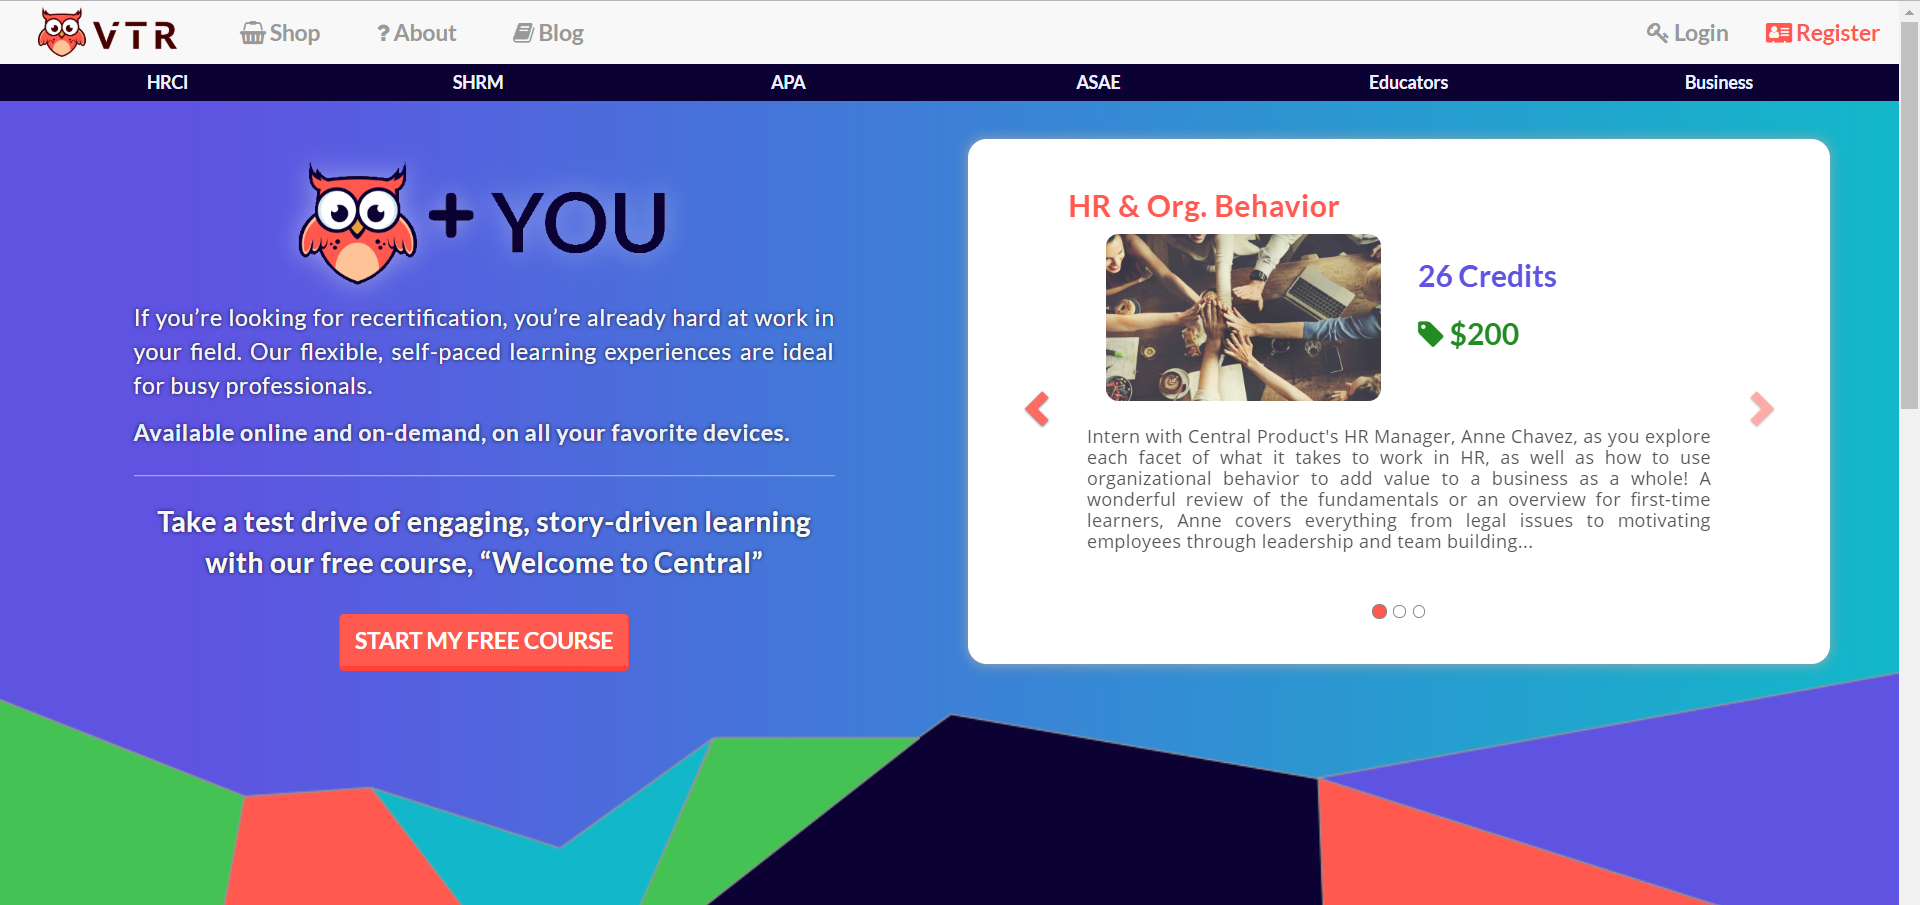 VTR
Shop
? About
Blog
Login
Register
HRCI
SHRM
APA
ASAE
Educators
Business
+ YOU
If you’re looking for recertification, you’re already hard at work in
your field. Our flexible, self-paced learning experiences are ideal
for busy professionals.
Available online and on-demand, on all your favorite devices.
Take a test drive of engaging, story-driven learning
with our free course, “Welcome to Central”
START MY FREE COURSE
HR & Org. Behavior
26 Credits
$200
Intern with Central Product's HR Manager, Anne Chavez, as you explore
each facet of what it takes to work in HR, as well as how to use
organizational behavior to add value to a business as a whole! A
wonderful review of the fundamentals or an overview for first-time
learners, Anne covers everything from legal issues to motivating
employees through leadership and team building...